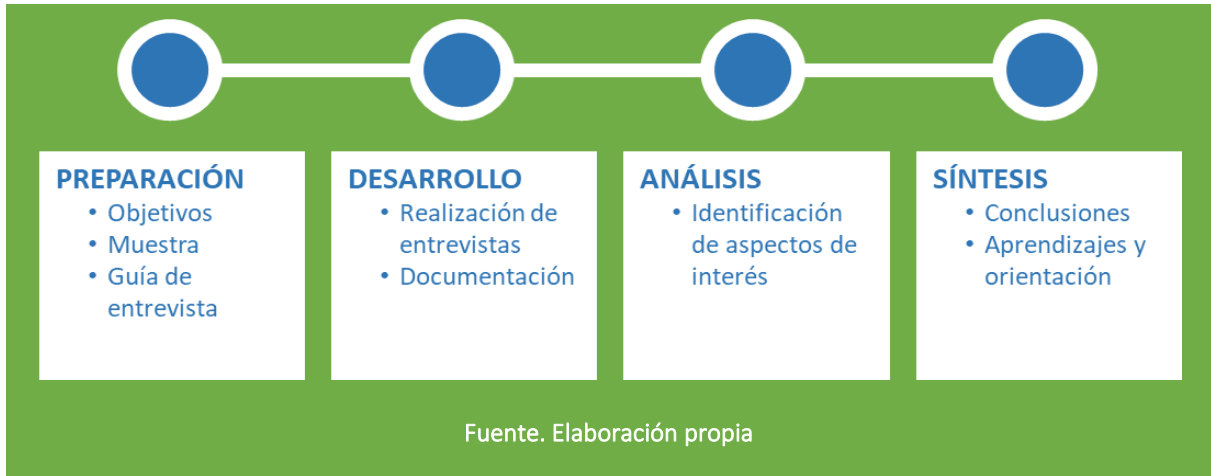 PREPARACIÓN
• Objetivos
• Muestra
• Guía de
entrevista
DESARROLLO
• Realización de
entrevistas
• Documentación
ANÁLISIS
• Identificación
de aspectos de
interés
SÍNTESIS
• Conclusiones
• Aprendizajes y
orientación
Fuente. Elaboración propia